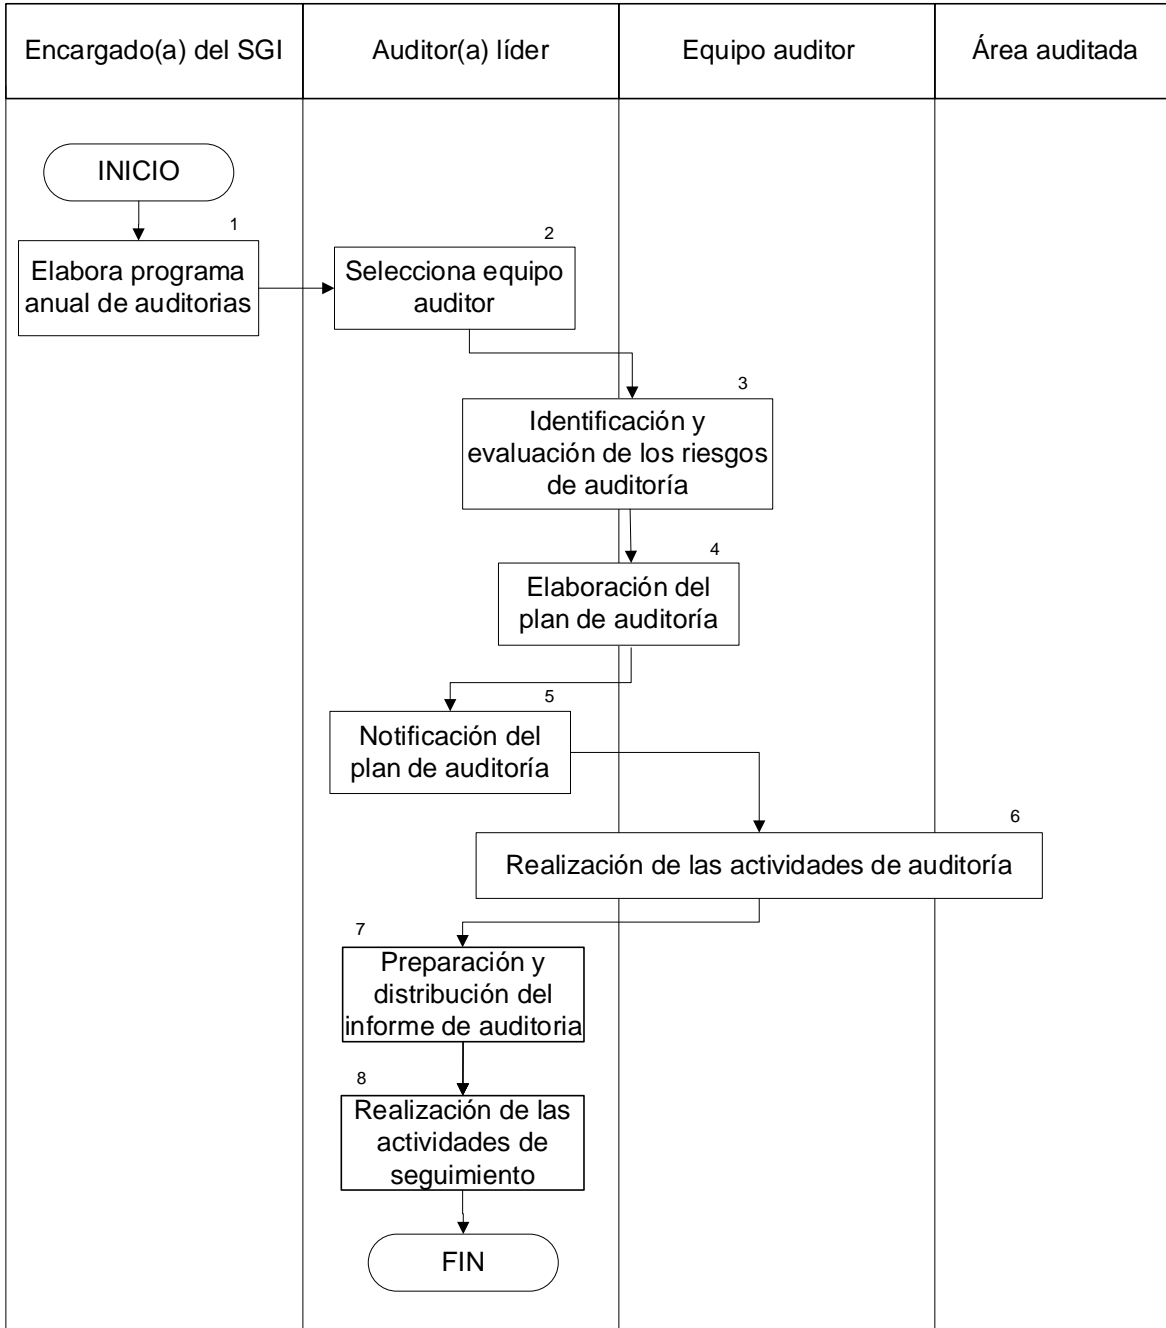 Encargado(a) del SGI
Auditor(a) líder
Equipo auditor
Área auditada
INICIO
1
Elabora programa
anual de auditorias
2
Selecciona equipo
auditor
3
Identificación y
evaluación de los riesgos
de auditoría
4
Elaboración del
plan de auditoría
5
Notificación del
plan de auditoría
6
Realización de las actividades de auditoría
7
Preparación y
distribución del
informe de auditoria
8
Realización de las
actividades de
seguimiento
FIN